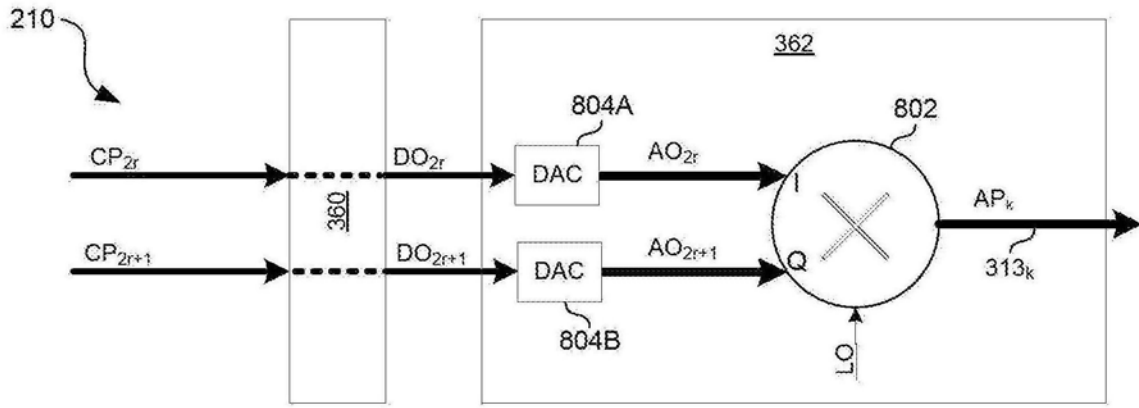 210
362
804A
802
CP2r
DO2r
DAC
AO2r
I
360
APk
CP2r+1
DO2r+1
DAC
AO2r+1
Q
313k
804B
LO